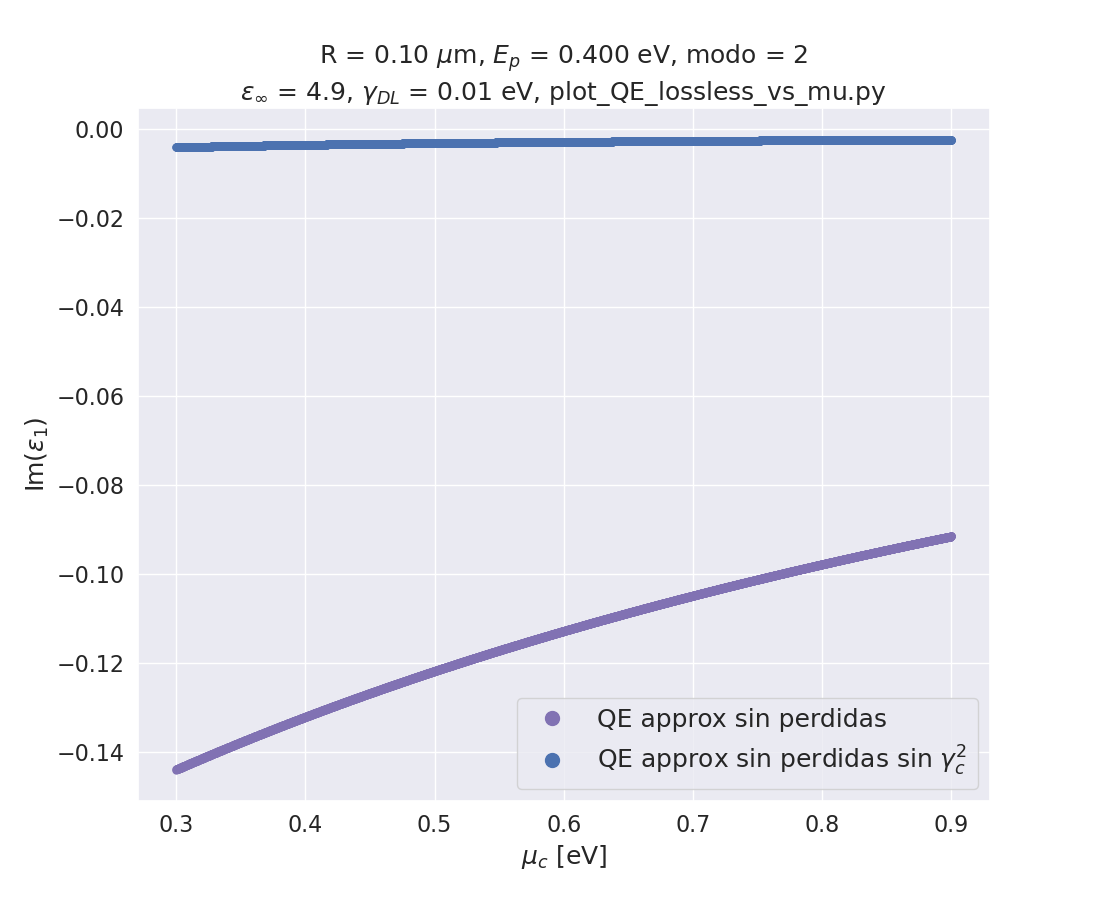 R = 0.10 μm, E_p = 0.400 eV, modo = 2
ε_∞ = 4.9, γ_DL = 0.01 eV, plot_QE_lossless_vs_mu.py
0.00
−0.02
−0.04
−0.06
−0.08
−0.10
−0.12
−0.14
Im(ε_1)
QE approx sin perdidas
QE approx sin perdidas sin γ_c^2
0.3 0.4 0.5 0.6 0.7 0.8 0.9
μ_c [eV]